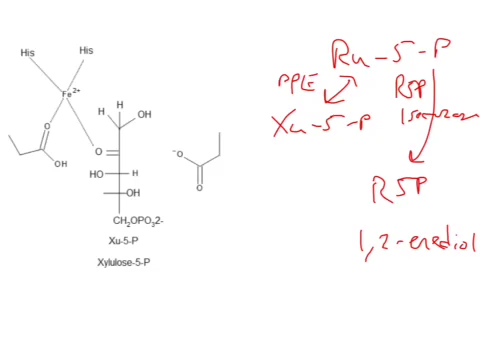 His
His
Fe2+
H
H
OH
O
OH
O
HO
H
OH
-O
O
CH2OPO32-
Xu-5-P
Xylulose-5-P
Ru-5-P
PPLE
R5P
Isomerase
Xu-5-P
R5P
1,2-enediol